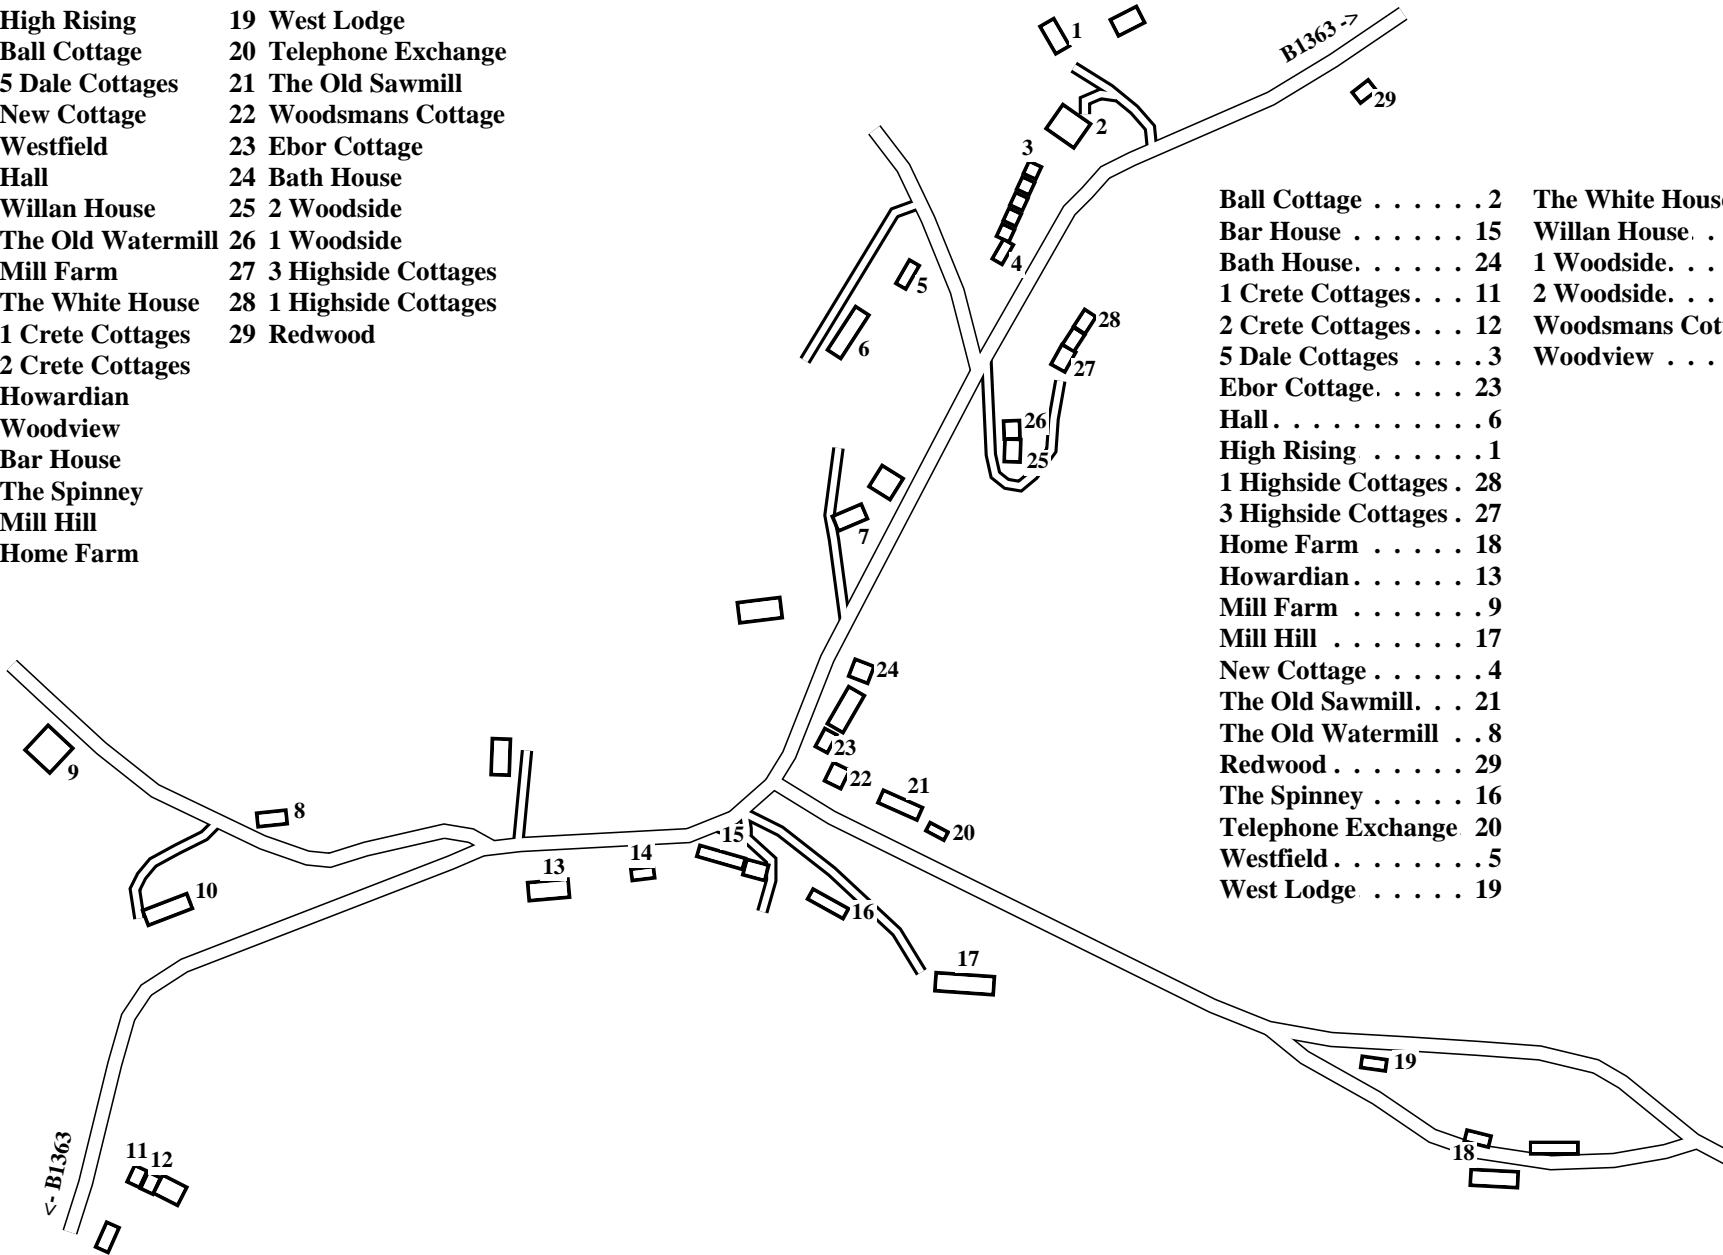 High Rising
Ball Cottage
5 Dale Cottages
New Cottage
Westfield
Hall
Willan House
The Old Watermill
Mill Farm
The White House
1 Crete Cottages
2 Crete Cottages
Howardian
Woodview
Bar House
The Spinney
Mill Hill
Home Farm
19 West Lodge
20 Telephone Exchange
21 The Old Sawmill
22 Woodsmans Cottage
23 Ebor Cottage
24 Bath House
25 2 Woodside
26 1 Woodside
27 3 Highside Cottages
28 1 Highside Cottages
29 Redwood
B1363 ->
1
29
2
3
4
5
6
28
27
26
25
7
24
23
22
21
20
9
8
10
13
14
15
16
17
19
18
11 12
<- B1363
Ball Cottage . . . . . . 2
Bar House . . . . . . 15
Bath House. . . . . . 24
1 Crete Cottages. . . 11
2 Crete Cottages. . . 12
5 Dale Cottages . . . . 3
Ebor Cottage. . . . . 23
Hall. . . . . . . . . . . 6
High Rising. . . . . . 1
1 Highside Cottages . 28
3 Highside Cottages . 27
Home Farm . . . . . 18
Howardian. . . . . . 13
Mill Farm . . . . . . 9
Mill Hill . . . . . . . 17
New Cottage . . . . . . 4
The Old Sawmill. . . 21
The Old Watermill . . 8
Redwood . . . . . . . 29
The Spinney . . . . . 16
Telephone Exchange 20
Westfield . . . . . . . 5
West Lodge . . . . . . 19
The White House
Willan House. .
1 Woodside. . .
2 Woodside. . .
Woodsmans Cot
Woodview . . .